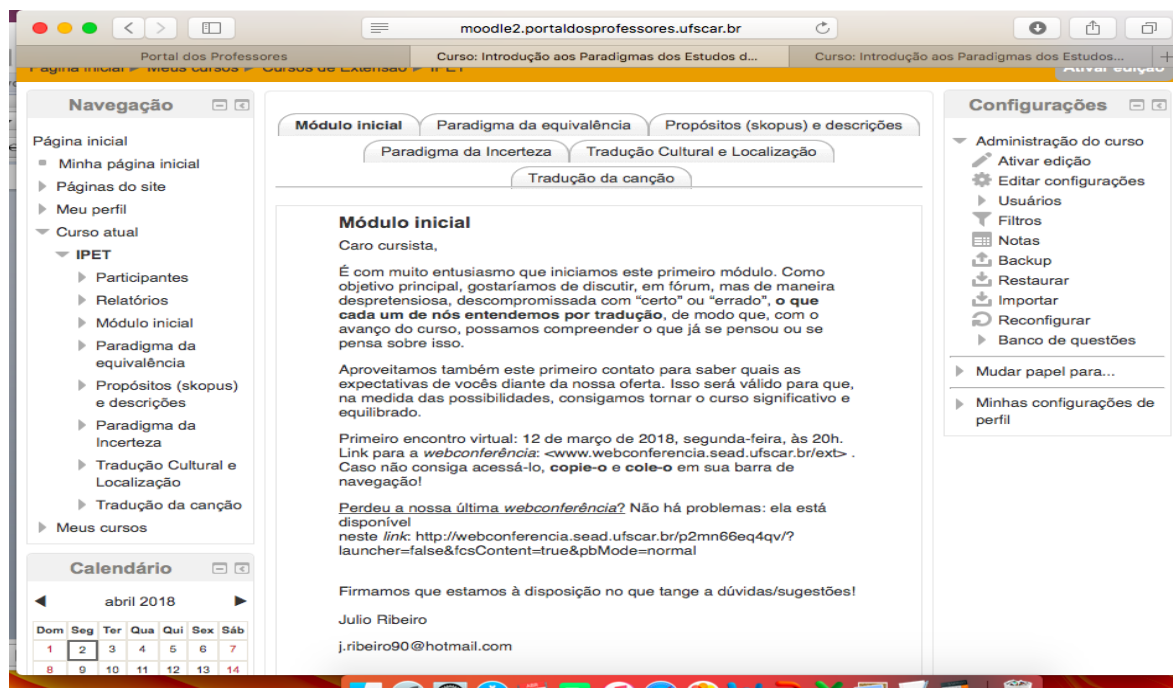 moodle2.portaldosprofessores.ufscar.br
Portal dos Professores
Curso: Introdução aos Paradigmas dos Estudos d...
Curso: Introdução aos Paradigmas dos Estudos...
Página inicial ► Meus cursos ► Cursos de Extensão ► IPET
Ativar edição
Navegação
Página inicial
Minha página inicial
Páginas do site
Meu perfil
Curso atual
IPET
Participantes
Relatórios
Módulo inicial
Paradigma da
equivalência
Propósitos (skopus)
e descrições
Paradigma da
Incerteza
Tradução Cultural e
Localização
Tradução da canção
Meus cursos
Calendário
abril 2018
Dom Seg Ter Qua Qui Sex Sáb
1 2 3 4 5 6 7
8 9 10 11 12 13 14
Módulo inicial
Paradigma da equivalência
Propósitos (skopus) e descrições
Paradigma da Incerteza
Tradução Cultural e Localização
Tradução da canção
Módulo inicial
Caro cursista,
É com muito entusiasmo que iniciamos este primeiro módulo. Como
objetivo principal, gostaríamos de discutir, em fórum, mas de maneira
despretensiosa, descompromissada com “certo” ou “errado”, o que
cada um de nós entendemos por tradução, de modo que, com o
avanço do curso, possamos compreender o que já se pensou ou se
pensa sobre isso.
Aproveitamos também este primeiro contato para saber quais as
expectativas de vocês diante da nossa oferta. Isso será válido para que,
na medida das possibilidades, consigamos tornar o curso significativo e
equilibrado.
Primeiro encontro virtual: 12 de março de 2018, segunda-feira, às 20h.
Link para a webconferência: <www.webconferencia.sead.ufscar.br/ext> .
Caso não consiga acessá-lo, copie-o e cole-o em sua barra de
navegação!
Perdeu a nossa última webconferência? Não há problemas: ela está
disponível
neste link: http://webconferencia.sead.ufscar.br/p2mn66eq4qv/?
launcher=false&fcsContent=true&pbMode=normal
Firmamos que estamos à disposição no que tange a dúvidas/sugestões!
Julio Ribeiro
j.ribeiro90@hotmail.com
Configurações
Administração do curso
Ativar edição
Editar configurações
Usuários
Filtros
Notas
Backup
Restaurar
Importar
Reconfigurar
Banco de questões
Mudar papel para...
Minhas configurações de
perfil